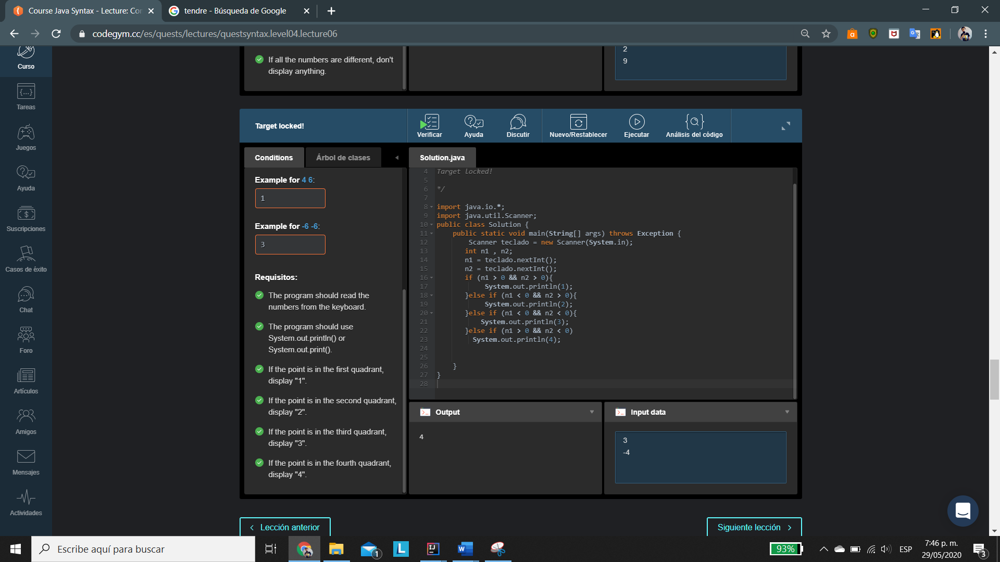 Course Java Syntax - Lecture: Con
tendre - Búsqueda de Google
codegym.cc/es/quests/lectures/questsyntax.level04.lecture06
Curso
Tareas
Juegos
Ayuda
Suscripciones
Casos de éxito
Chat
Foro
Artículos
Amigos
Mensajes
Actividades
If all the numbers are different, don't
display anything.
2
9
Target locked!
Verificar
Ayuda
Discutir
Nuevo/Restablecer
Ejecutar
Análisis del código
Conditions
Árbol de clases
Example for 4 6:
1
Example for -6 -6:
3
Requisitos:
The program should read the
numbers from the keyboard.
The program should use
System.out.println() or
System.out.print().
If the point is in the first quadrant,
display "1".
If the point is in the second quadrant,
display "2".
If the point is in the third quadrant,
display "3".
If the point is in the fourth quadrant,
display "4".
Solution.java
4 Target locked!
5
6 */
7
8 import java.io.*;
9 import java.util.Scanner;
10 public class Solution {
11 public static void main(String[] args) throws Exception {
12 Scanner teclado = new Scanner(System.in);
13 int n1 , n2;
14 n1 = teclado.nextInt();
15 n2 = teclado.nextInt();
16 if (n1 > 0 && n2 > 0){
17 System.out.println(1);
18 }else if (n1 < 0 && n2 > 0){
19 System.out.println(2);
20 }else if (n1 < 0 && n2 < 0){
21 System.out.println(3);
22 }else if (n1 > 0 && n2 < 0)
23 System.out.println(4);
24
25
26 }
27 }
28
Output
4
Input data
3
-4
Lección anterior
Siguiente lección
Escribe aquí para buscar
1
93%
ESP
7:46 p. m.
29/05/2020
3